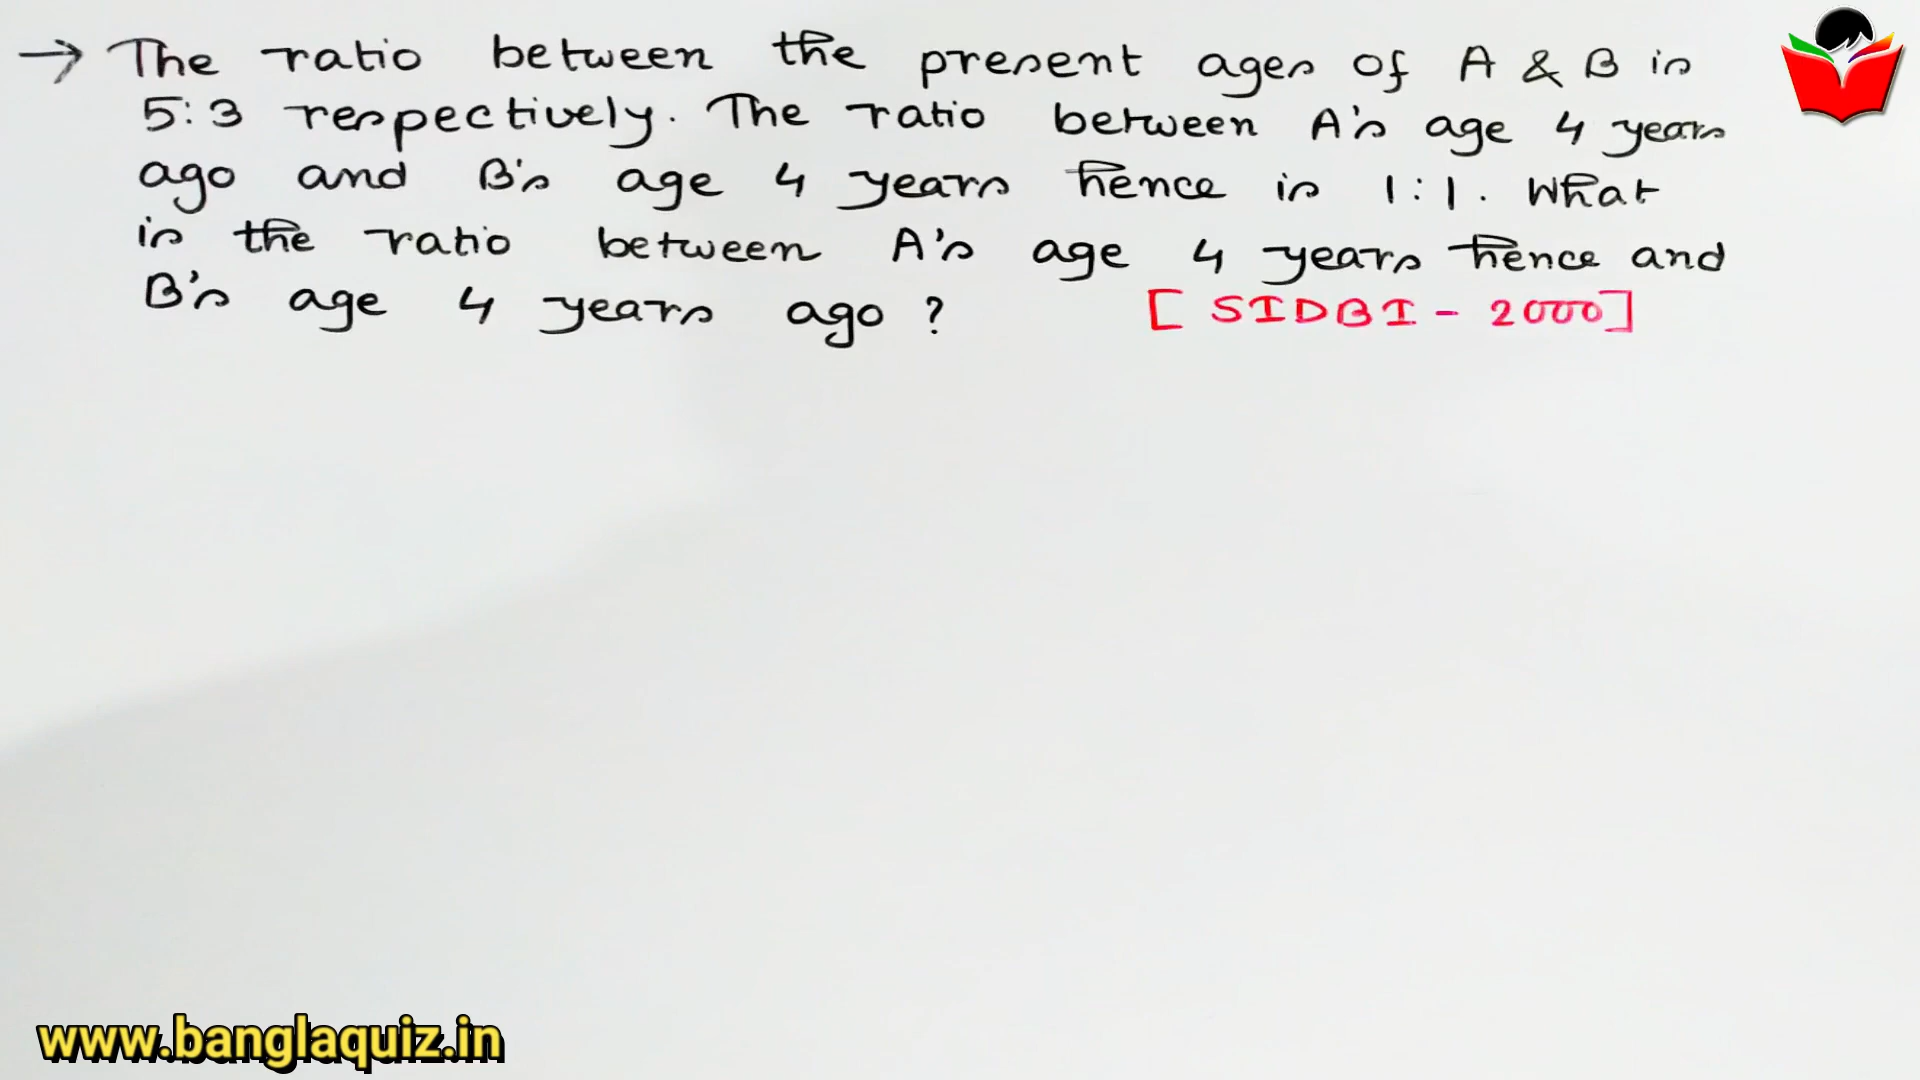 → The ratio between the present ages of A & B is
5:3 respectively. The ratio between A's age 4 years
ago and B's age 4 years hence is 1:1. What
is the ratio between A's age 4 years hence and
B's age 4 years ago? [SIDBI - 2000]
www.banglaquiz.in